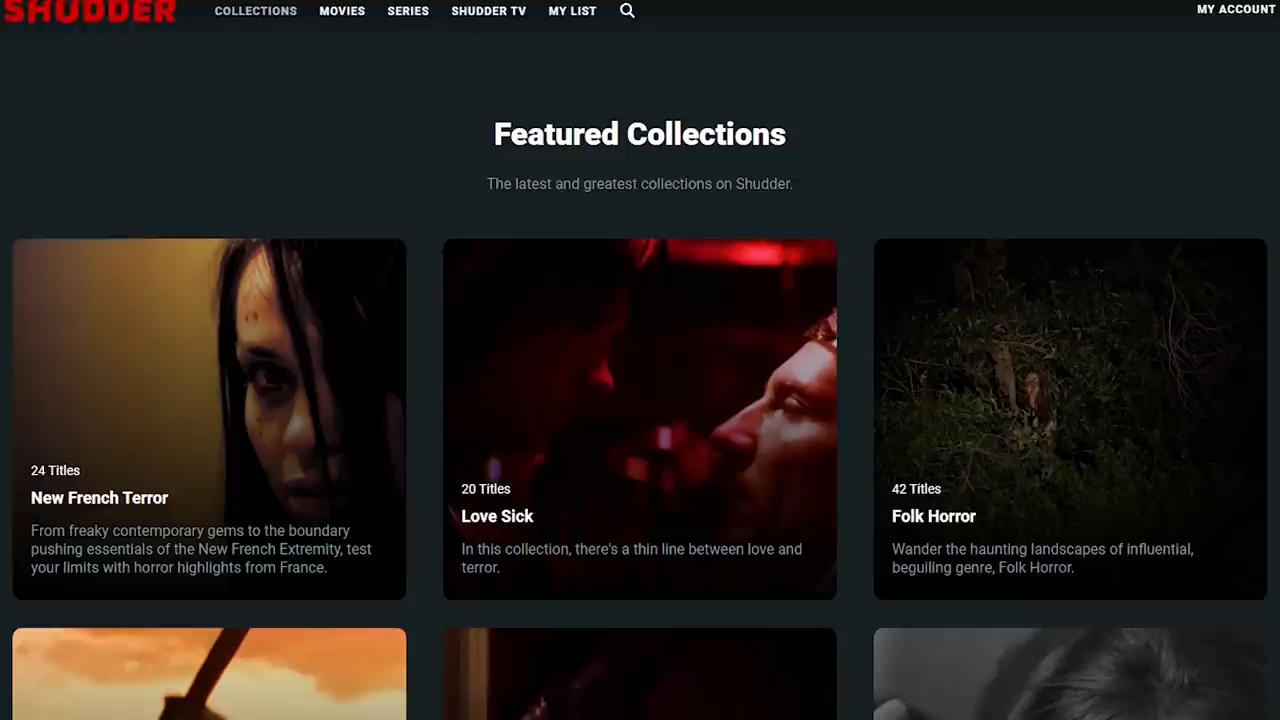 SHUDDER
COLLECTIONS MOVIES SERIES SHUDDER TV MY LIST
MY ACCOUNT
Featured Collections
The latest and greatest collections on Shudder.
24 Titles
New French Terror
From freaky contemporary gems to the boundary
pushing essentials of the New French Extremity, test
your limits with horror highlights from France.
20 Titles
Love Sick
In this collection, there's a thin line between love and
terror.
42 Titles
Folk Horror
Wander the haunting landscapes of influential,
beguiling genre, Folk Horror.